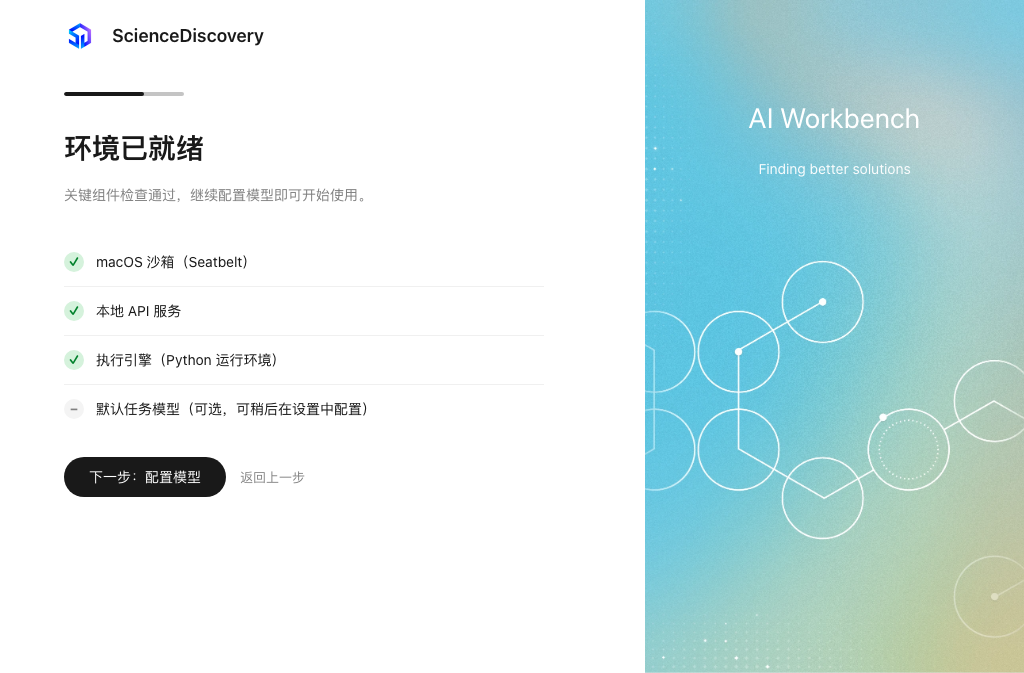 ScienceDiscovery
环境已就绪
关键组件检查通过，继续配置模型即可开始使用。
macOS 沙箱（Seatbelt）
本地 API 服务
执行引擎（Python 运行环境）
默认任务模型（可选，可稍后在设置中配置）
下一步：配置模型
返回上一步
AI Workbench
Finding better solutions